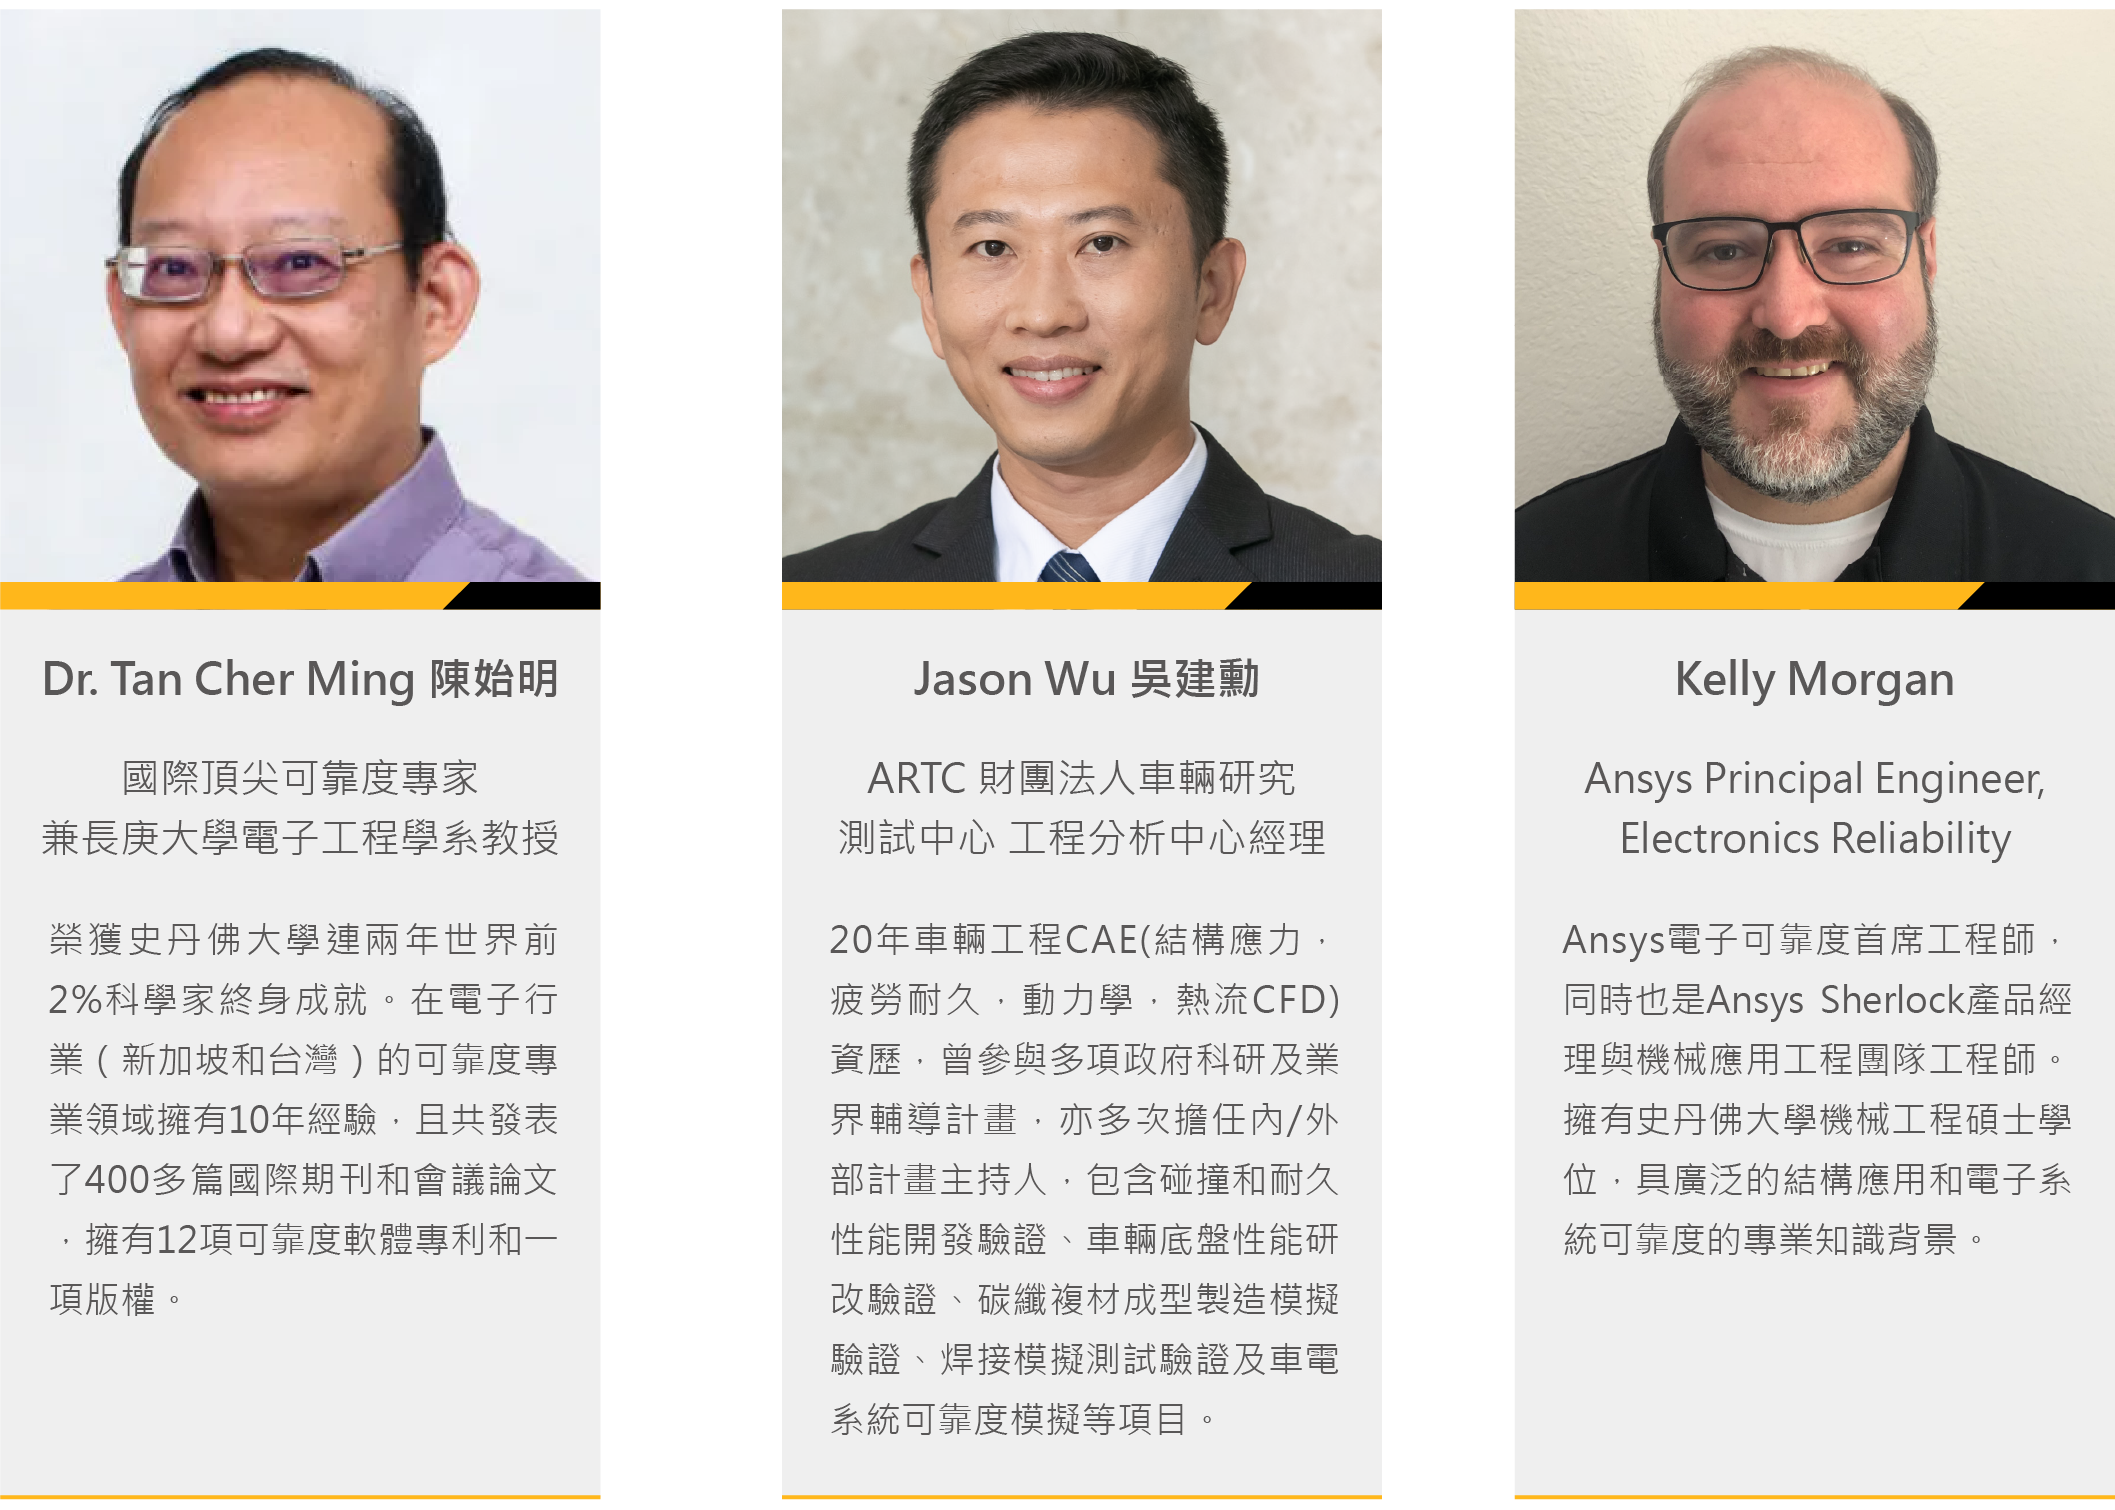 Dr. Tan Cher Ming 陳始明
國際頂尖可靠度專家
兼長庚大學電子工程學系教授
榮獲史丹佛大學連兩年世界前
2%科學家終身成就。在電子行
業（新加坡和台灣）的可靠度專
業領域擁有10年經驗，且共發表
了400多篇國際期刊和會議論文
，擁有12項可靠度軟體專利和一
項版權。
Jason Wu 吳建勳
ARTC 財團法人車輛研究
測試中心 工程分析中心經理
20年車輛工程CAE(結構應力，
疲勞耐久，動力學，熱流CFD)
資歷，曾參與多項政府科研及業
界輔導計畫，亦多次擔任內/外
部計畫主持人，包含碰撞和耐久
性能開發驗證、車輛底盤性能研
改驗證、碳纖複材成型製造模擬
驗證、焊接模擬測試驗證及車電
系統可靠度模擬等項目。
Kelly Morgan
Ansys Principal Engineer,
Electronics Reliability
Ansys電子可靠度首席工程師，
同時也是Ansys Sherlock產品經
理與機械應用工程團隊工程師。
擁有史丹佛大學機械工程碩士學
位，具廣泛的結構應用和電子系
統可靠度的專業知識背景。